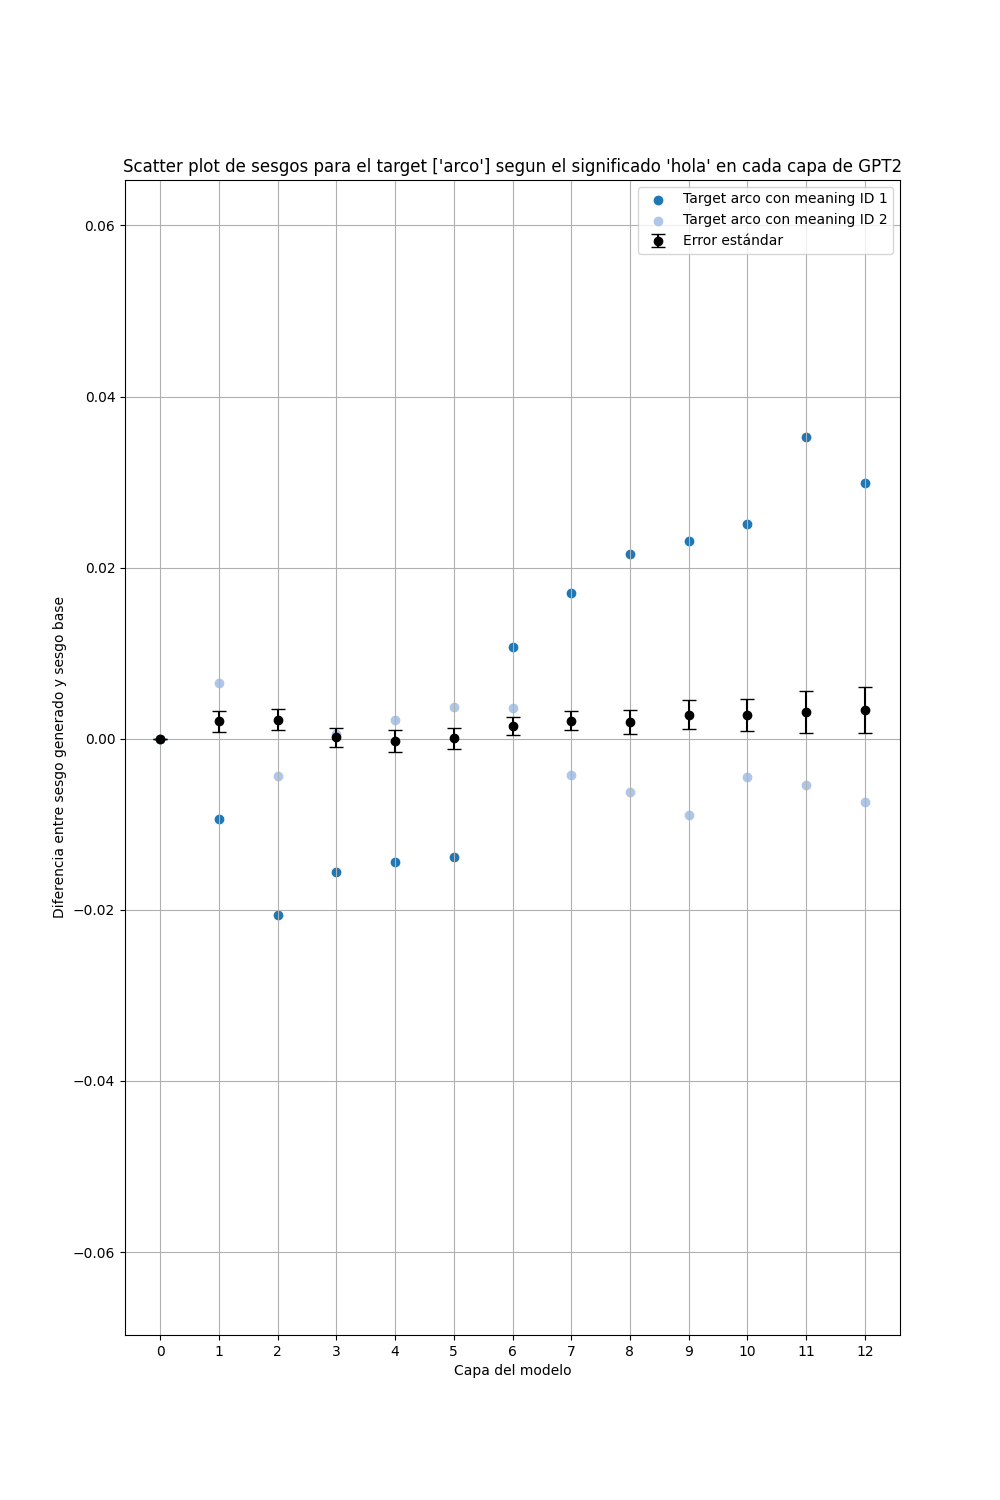 Scatter plot de sesgos para el target ['arco'] segun el significado 'hola' en cada capa de GPT2
Target arco con meaning ID 1
Target arco con meaning ID 2
Error estándar
0.06
0.04
0.02
0.00
−0.02
−0.04
−0.06
Diferencia entre sesgo generado y sesgo base
0 1 2 3 4 5 6 7 8 9 10 11 12
Capa del modelo